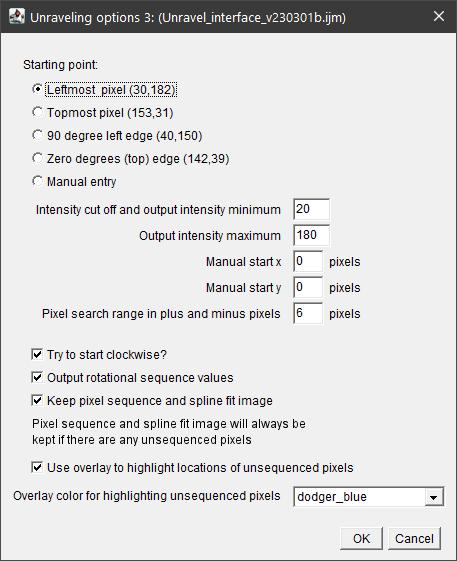 Unraveling options 3: (Unravel_interface_v230301b.ijm)
Starting point:
Leftmost pixel (30,182)
Topmost pixel (153,31)
90 degree left edge (40,150)
Zero degrees (top) edge (142,39)
Manual entry
Intensity cut off and output intensity minimum 20
Output intensity maximum 180
Manual start x 0 pixels
Manual start y 0 pixels
Pixel search range in plus and minus pixels 6 pixels
Try to start clockwise?
Output rotational sequence values
Keep pixel sequence and spline fit image
Pixel sequence and spline fit image will always be
kept if there are any unsequenced pixels
Use overlay to highlight locations of unsequenced pixels
Overlay color for highlighting unsequenced pixels dodger_blue
OK Cancel